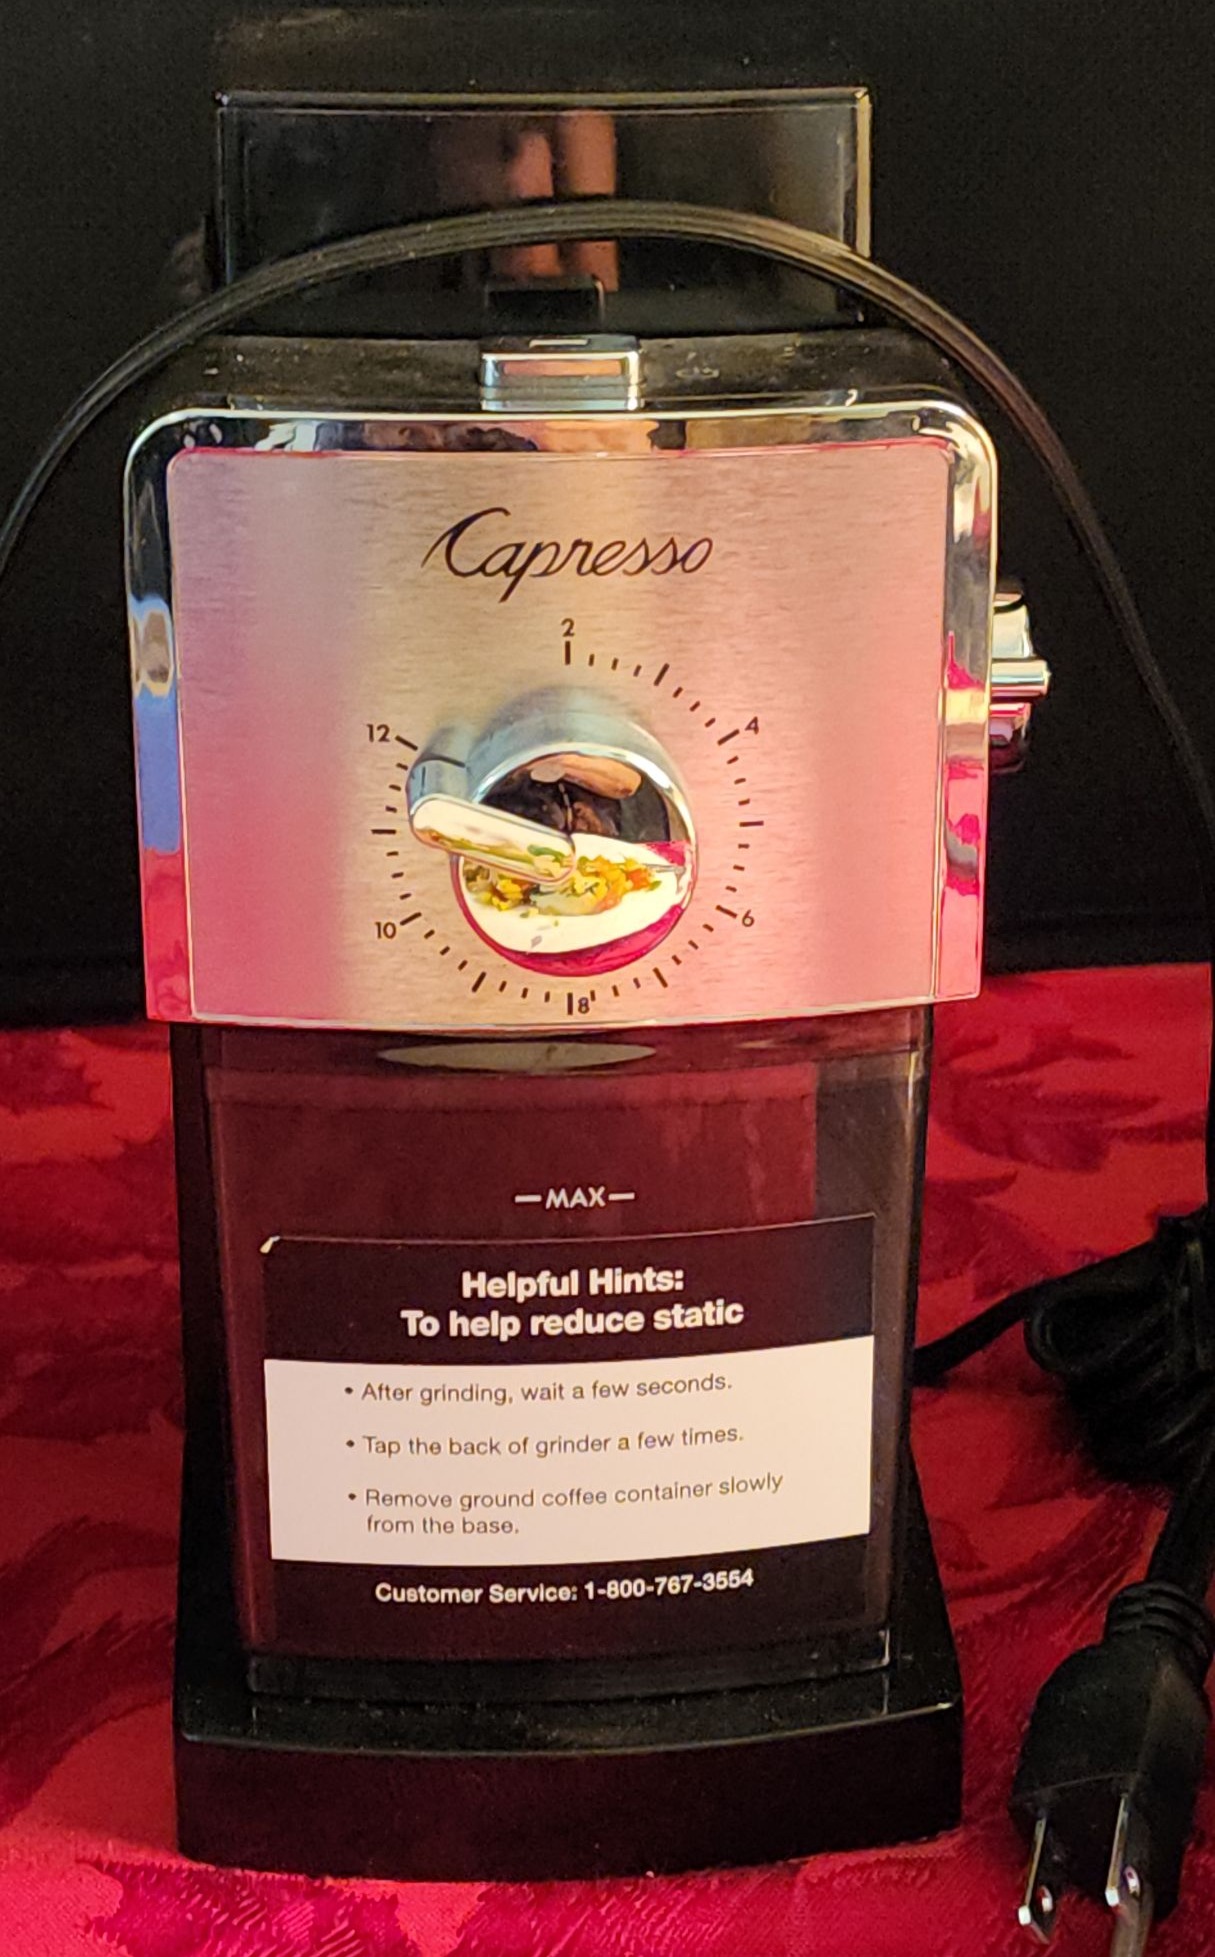 Capresso
2
12
4
10
6
8
—MAX—
Helpful Hints:
To help reduce static
• After grinding, wait a few seconds.
• Tap the back of grinder a few times.
• Remove ground coffee container slowly
from the base.
Customer Service: 1-800-767-3554